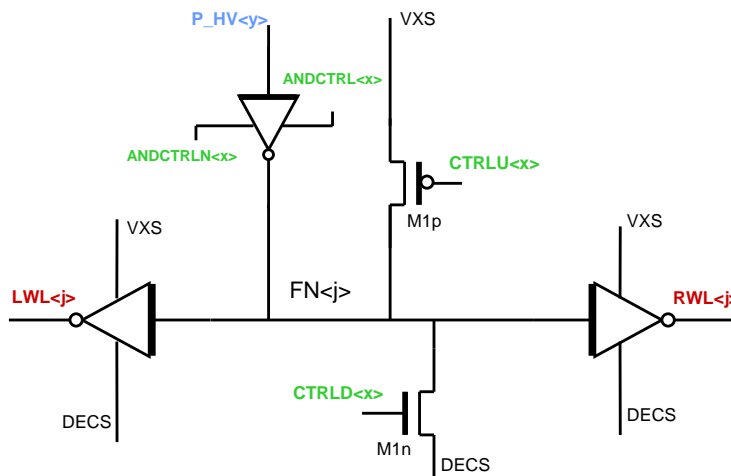 P_HV<y>
VXS
ANDCTRL<x>
ANDCTRLN<x>
CTRLU<x>
M1p
VXS
VXS
LWL<j>
FN<j>
RWL<j>
CTRLD<x>
DECS
DECS
M1n
DECS